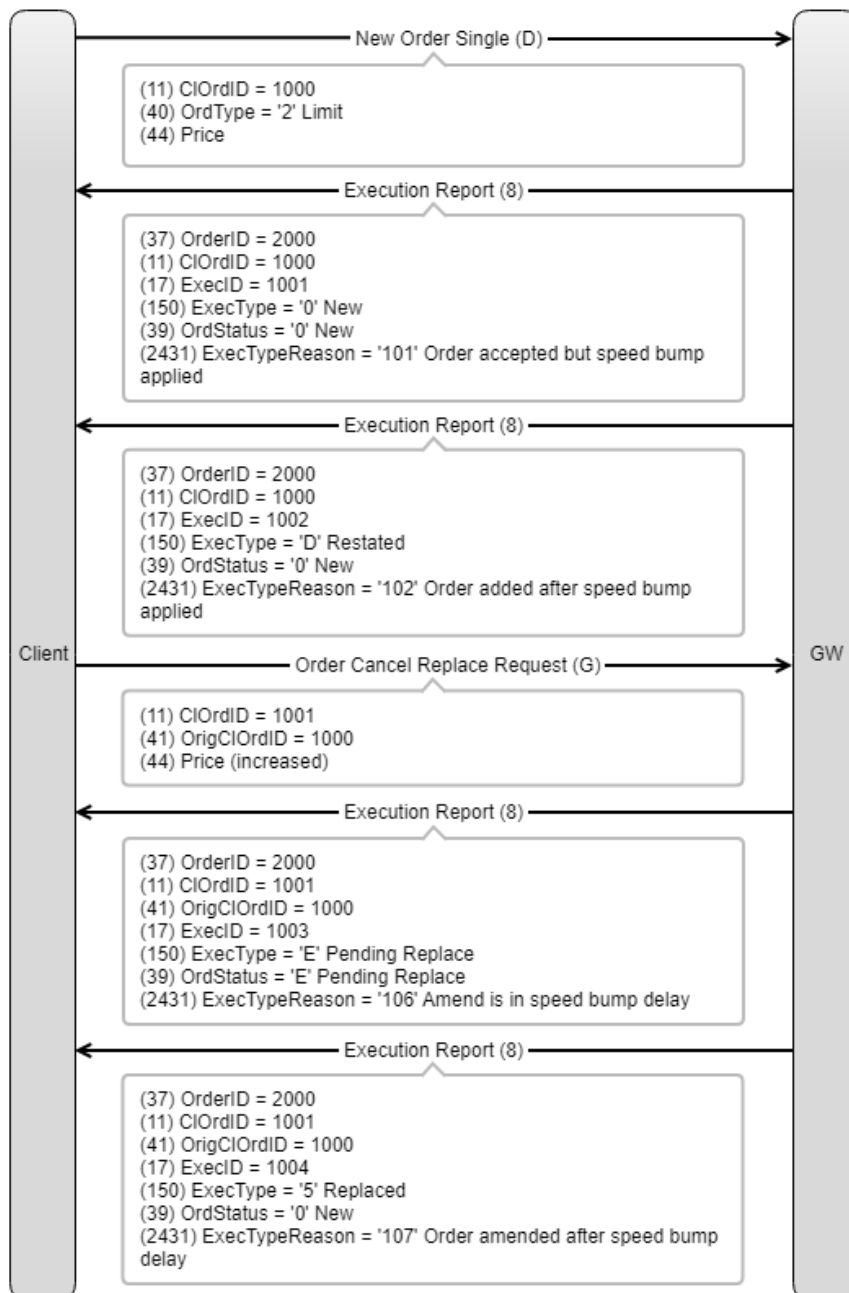 New Order Single (D)
(11) ClOrdID = 1000
(40) OrdType = '2' Limit
(44) Price
Execution Report (8)
(37) OrderID = 2000
(11) ClOrdID = 1000
(17) ExecID = 1001
(150) ExecType = '0' New
(39) OrdStatus = '0' New
(2431) ExecTypeReason = '101' Order accepted but speed bump
applied
Execution Report (8)
(37) OrderID = 2000
(11) ClOrdID = 1000
(17) ExecID = 1002
(150) ExecType = 'D' Restated
(39) OrdStatus = '0' New
(2431) ExecTypeReason = '102' Order added after speed bump
applied
Client
Order Cancel Replace Request (G)
GW
(11) ClOrdID = 1001
(41) OrigClOrdID = 1000
(44) Price (increased)
Execution Report (8)
(37) OrderID = 2000
(11) ClOrdID = 1001
(41) OrigClOrdID = 1000
(17) ExecID = 1003
(150) ExecType = 'E' Pending Replace
(39) OrdStatus = 'E' Pending Replace
(2431) ExecTypeReason = '106' Amend is in speed bump delay
Execution Report (8)
(37) OrderID = 2000
(11) ClOrdID = 1001
(41) OrigClOrdID = 1000
(17) ExecID = 1004
(150) ExecType = '5' Replaced
(39) OrdStatus = '0' New
(2431) ExecTypeReason = '107' Order amended after speed bump
delay